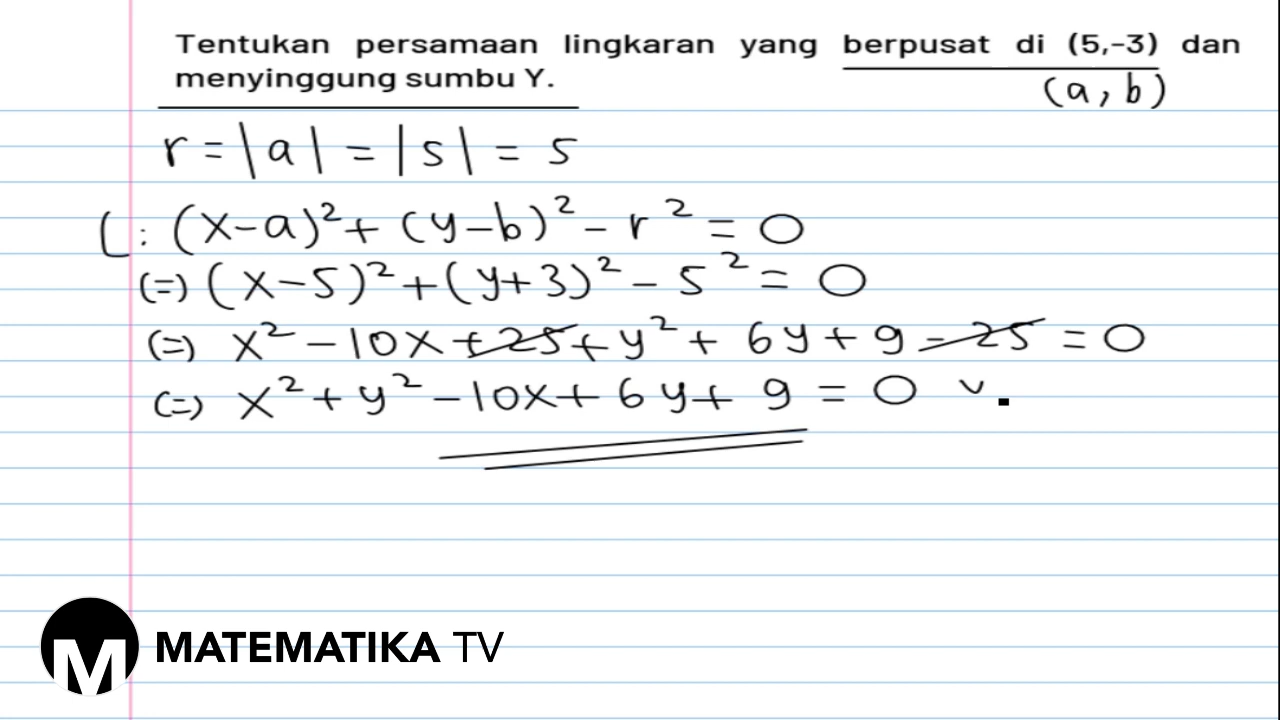 Tentukan persamaan lingkaran yang berpusat di (5,-3) dan
menyinggung sumbu Y.
(a, b)
r = |a| = |5| = 5
L : (x-a)² + (y-b)² - r² = 0
(=) (x-5)² + (y+3)² - 5² = 0
(=) x² - 10x + 25 + y² + 6y + 9 - 25 = 0
(=) x² + y² - 10x + 6y + 9 = 0 v.
M MATEMATIKA TV